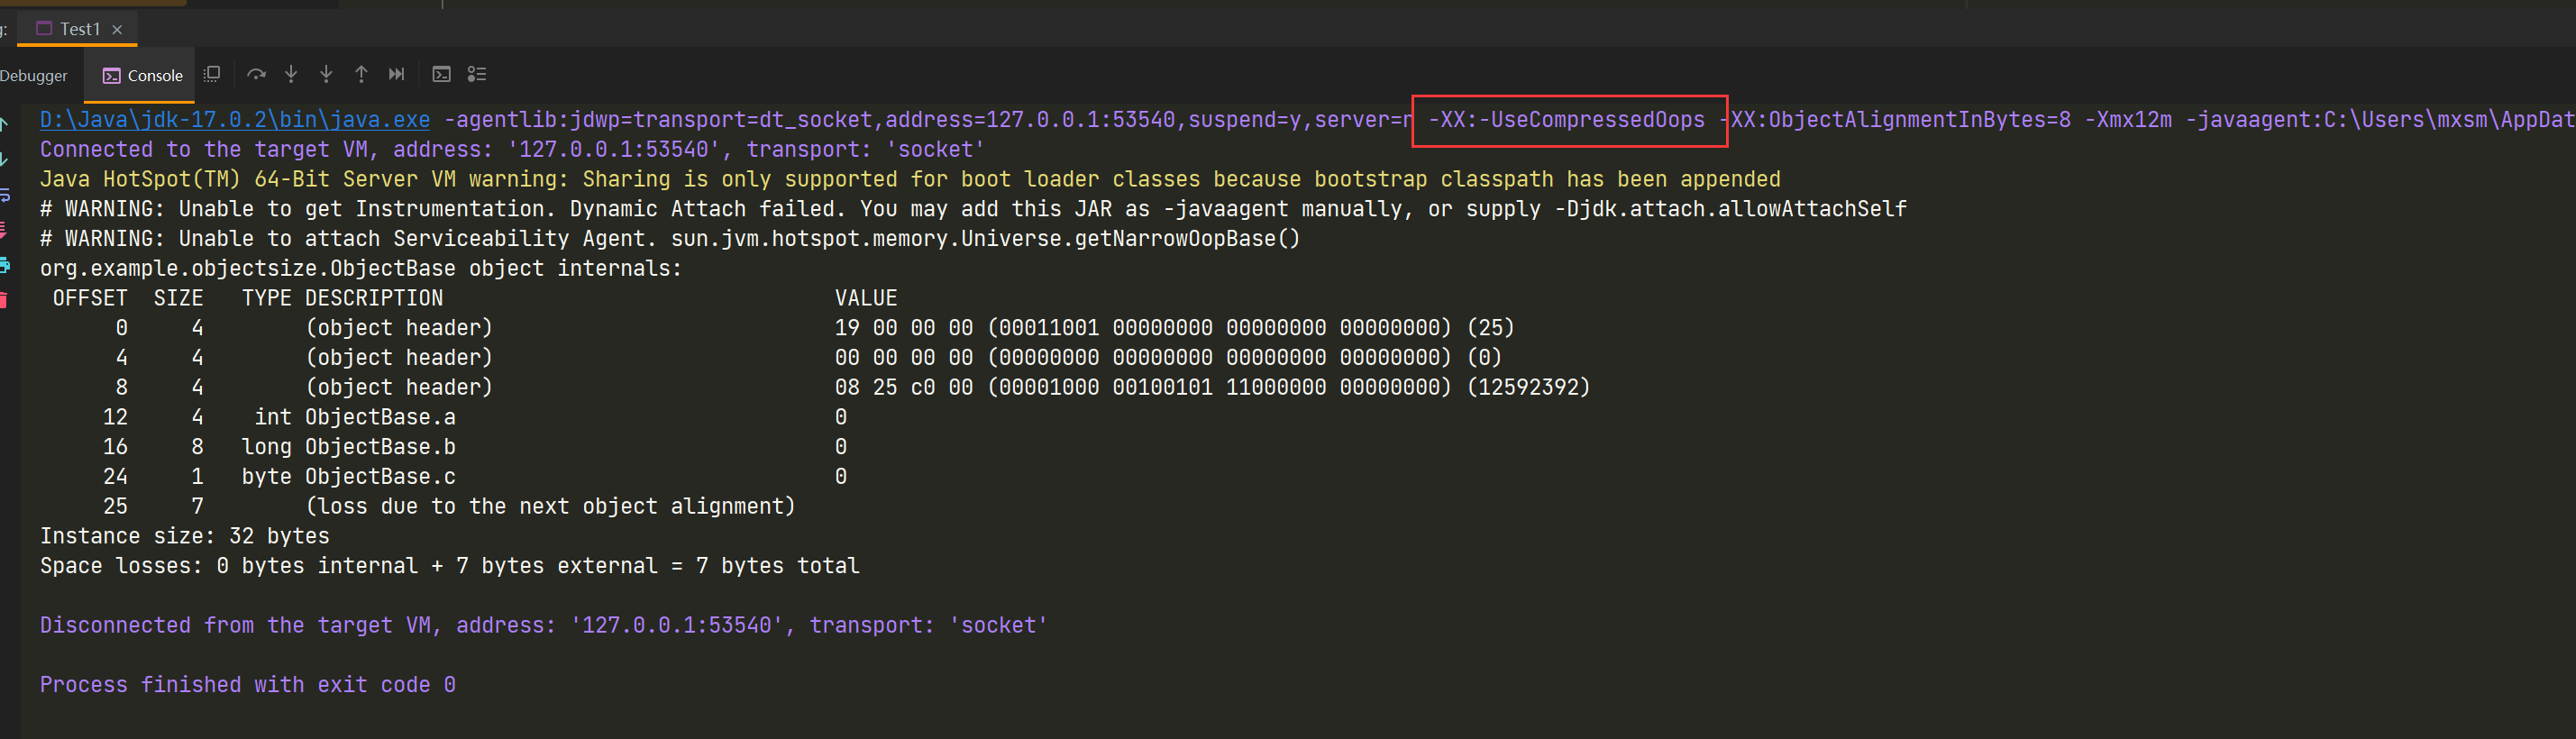 g: Test1
Debugger Console
D:\Java\jdk-17.0.2\bin\java.exe -agentlib:jdwp=transport=dt_socket,address=127.0.0.1:53540,suspend=y,server=n -XX:-UseCompressedOops -XX:ObjectAlignmentInBytes=8 -Xmx12m -javaagent:C:\Users\mxsm\AppDat
Connected to the target VM, address: '127.0.0.1:53540', transport: 'socket'
Java HotSpot(TM) 64-Bit Server VM warning: Sharing is only supported for boot loader classes because bootstrap classpath has been appended
# WARNING: Unable to get Instrumentation. Dynamic Attach failed. You may add this JAR as -javaagent manually, or supply -Djdk.attach.allowAttachSelf
# WARNING: Unable to attach Serviceability Agent. sun.jvm.hotspot.memory.Universe.getNarrowOopBase()
org.example.objectsize.ObjectBase object internals:
OFFSET SIZE TYPE DESCRIPTION VALUE
0 4 (object header) 19 00 00 00 (00011001 00000000 00000000 00000000) (25)
4 4 (object header) 00 00 00 00 (00000000 00000000 00000000 00000000) (0)
8 4 (object header) 08 25 c0 00 (00001000 00100101 11000000 00000000) (12592392)
12 4 int ObjectBase.a 0
16 8 long ObjectBase.b 0
24 1 byte ObjectBase.c 0
25 7 (loss due to the next object alignment)
Instance size: 32 bytes
Space losses: 0 bytes internal + 7 bytes external = 7 bytes total
Disconnected from the target VM, address: '127.0.0.1:53540', transport: 'socket'
Process finished with exit code 0